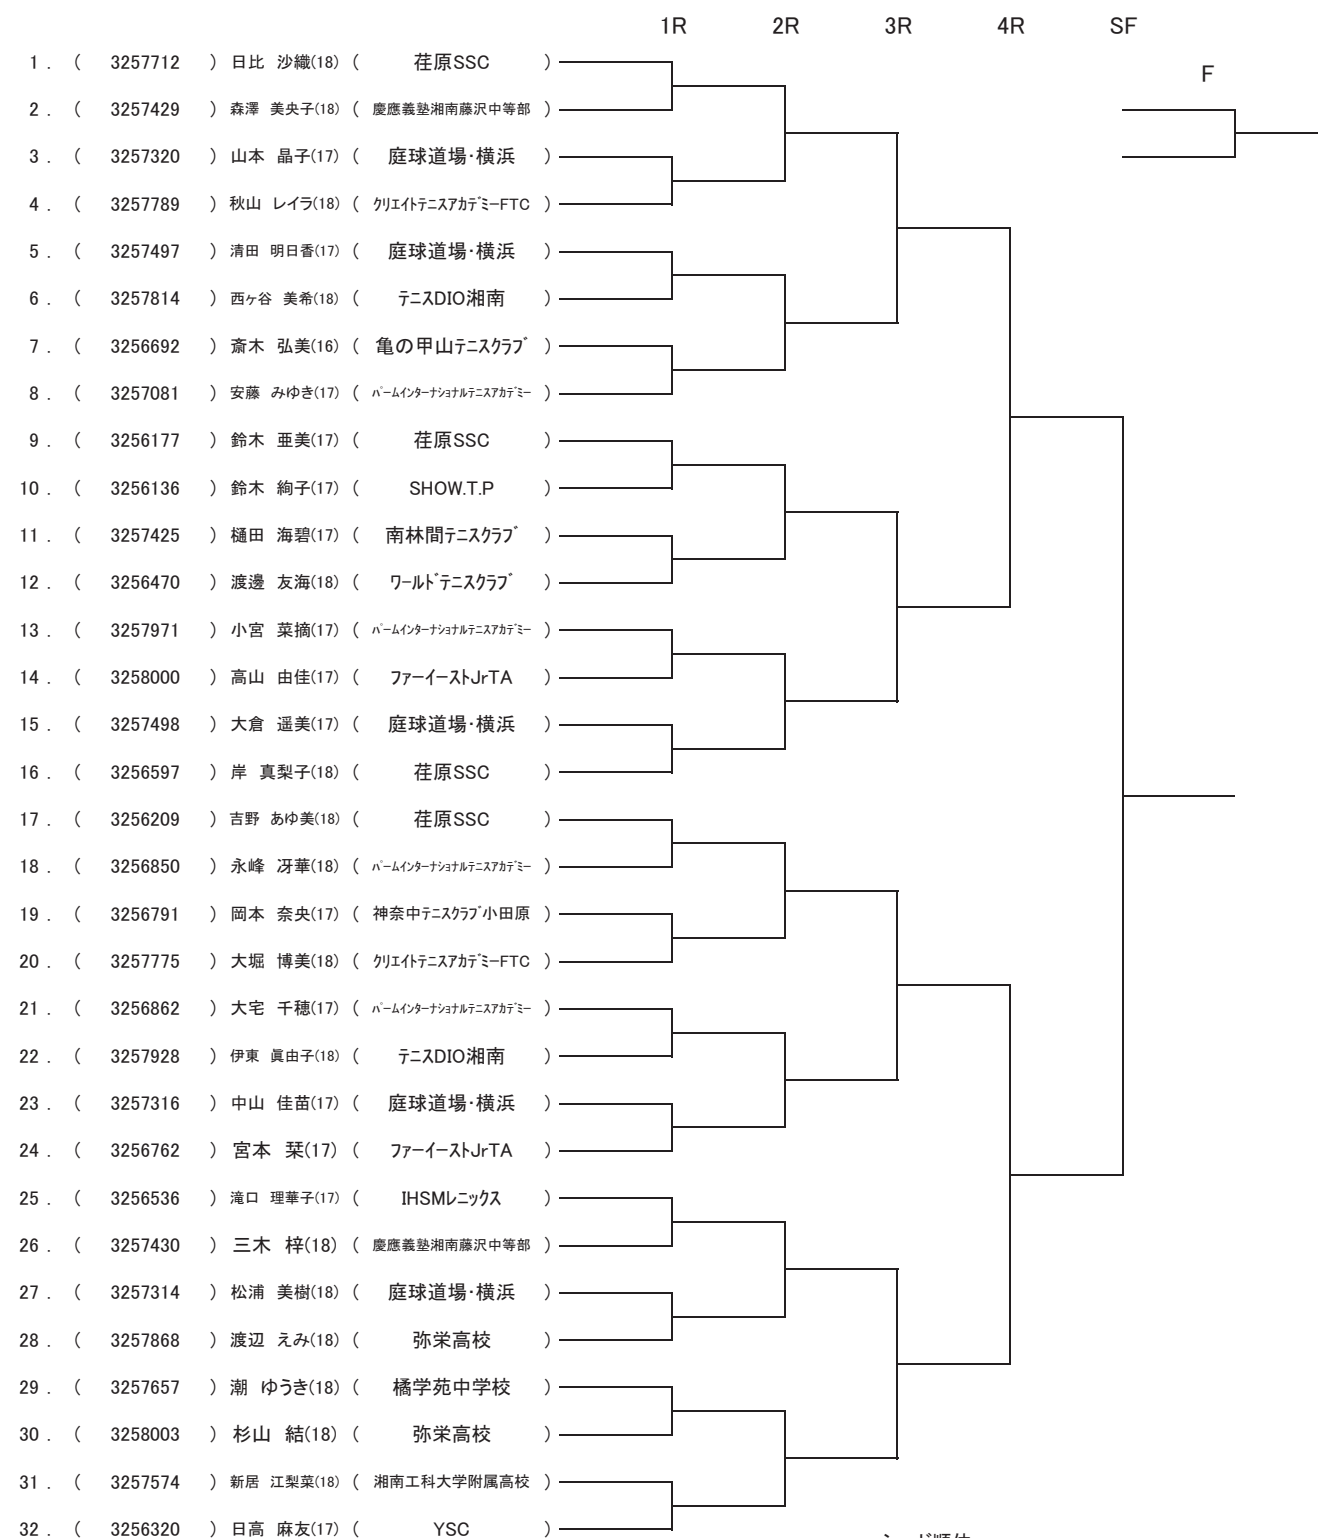 1R 2R 3R 4R SF
F
1 . ( 3257712 ) 日比 沙織(18) ( 荏原SSC )
2 . ( 3257429 ) 森澤 美央子(18) ( 慶應義塾湘南藤沢中等部 )
3 . ( 3257320 ) 山本 晶子(17) ( 庭球道場・横浜 )
4 . ( 3257789 ) 秋山 レイラ(18) ( クリエイトテニスアカデミーFTC )
5 . ( 3257497 ) 清田 明日香(17) ( 庭球道場・横浜 )
6 . ( 3257814 ) 西ヶ谷 美希(18) ( テニスDIO湘南 )
7 . ( 3256692 ) 斎木 弘美(16) ( 亀の甲山テニスクラブ )
8 . ( 3257081 ) 安藤 みゆき(17) ( パームインターナショナルテニスアカデミー )
9 . ( 3256177 ) 鈴木 亜美(17) ( 荏原SSC )
10 . ( 3256136 ) 鈴木 絢子(17) ( SHOW.T.P )
11 . ( 3257425 ) 樋田 海碧(17) ( 南林間テニスクラブ )
12 . ( 3256470 ) 渡邊 友海(18) ( ワールドテニスクラブ )
13 . ( 3257971 ) 小宮 菜摘(17) ( パームインターナショナルテニスアカデミー )
14 . ( 3258000 ) 高山 由佳(17) ( ファーイーストJrTA )
15 . ( 3257498 ) 大倉 遥美(17) ( 庭球道場・横浜 )
16 . ( 3256597 ) 岸 真梨子(18) ( 荏原SSC )
17 . ( 3256209 ) 吉野 あゆ美(18) ( 荏原SSC )
18 . ( 3256850 ) 永峰 冴華(18) ( パームインターナショナルテニスアカデミー )
19 . ( 3256791 ) 岡本 奈央(17) ( 神奈中テニスクラブ小田原 )
20 . ( 3257775 ) 大堀 博美(18) ( クリエイトテニスアカデミーFTC )
21 . ( 3256862 ) 大宅 千穂(17) ( パームインターナショナルテニスアカデミー )
22 . ( 3257928 ) 伊東 眞由子(18) ( テニスDIO湘南 )
23 . ( 3257316 ) 中山 佳苗(17) ( 庭球道場・横浜 )
24 . ( 3256762 ) 宮本 栞(17) ( ファーイーストJrTA )
25 . ( 3256536 ) 滝口 理華子(17) ( IHSMレニックス )
26 . ( 3257430 ) 三木 梓(18) ( 慶應義塾湘南藤沢中等部 )
27 . ( 3257314 ) 松浦 美樹(18) ( 庭球道場・横浜 )
28 . ( 3257868 ) 渡辺 えみ(18) ( 弥栄高校 )
29 . ( 3257657 ) 潮 ゆうき(18) ( 橘学苑中学校 )
30 . ( 3258003 ) 杉山 結(18) ( 弥栄高校 )
31 . ( 3257574 ) 新居 江梨菜(18) ( 湘南工科大学附属高校 )
32 . ( 3256320 ) 日高 麻友(17) ( YSC )